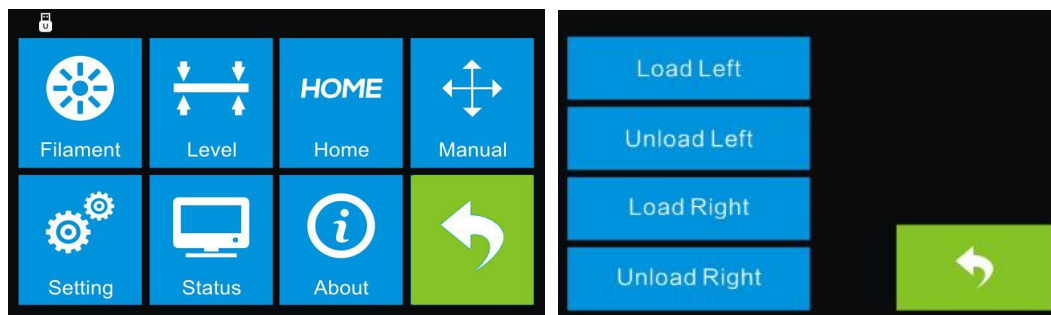 U
HOME
Filament
Level
Home
Manual
i
Setting
Status
About
Load Left
Unload Left
Load Right
Unload Right